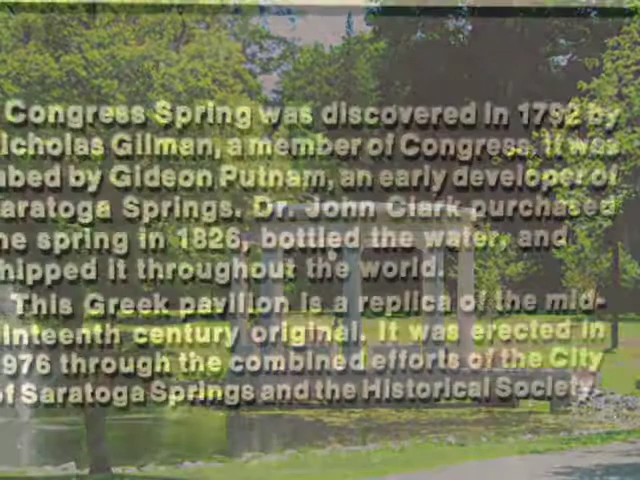 Congress Spring was discovered in 1792 by
icholas Gilman, a member of Congress. It was
ubed by Gideon Putnam, an early developer of
aratoga Springs. Dr. John Clark purchased
he spring in 1826, bottled the water, and
hipped it throughout the world.
This Greek pavilion is a replica of the mid-
inteenth century original. It was erected in
976 through the combined efforts of the City
of Saratoga Springs and the Historical Society.